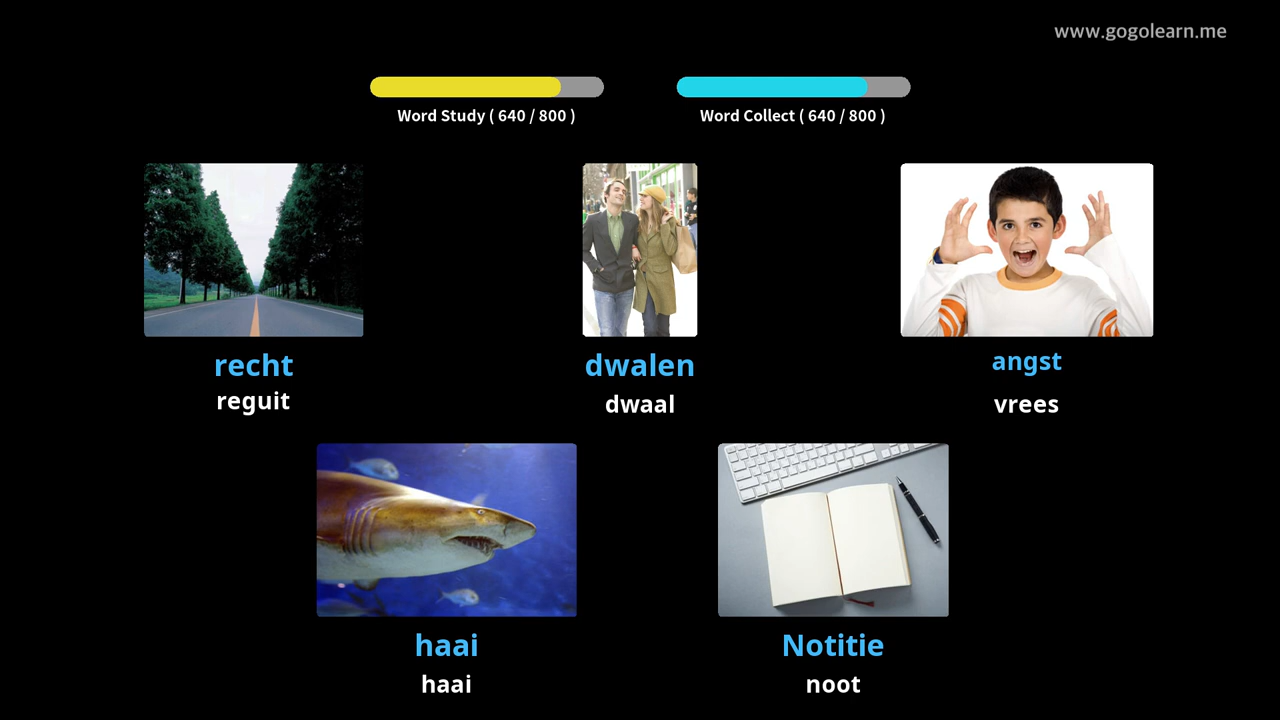 www.gogolearn.me
Word Study ( 640 / 800 )
Word Collect ( 640 / 800 )
recht
reguit
dwalen
dwaal
angst
vrees
haai
haai
Notitie
noot